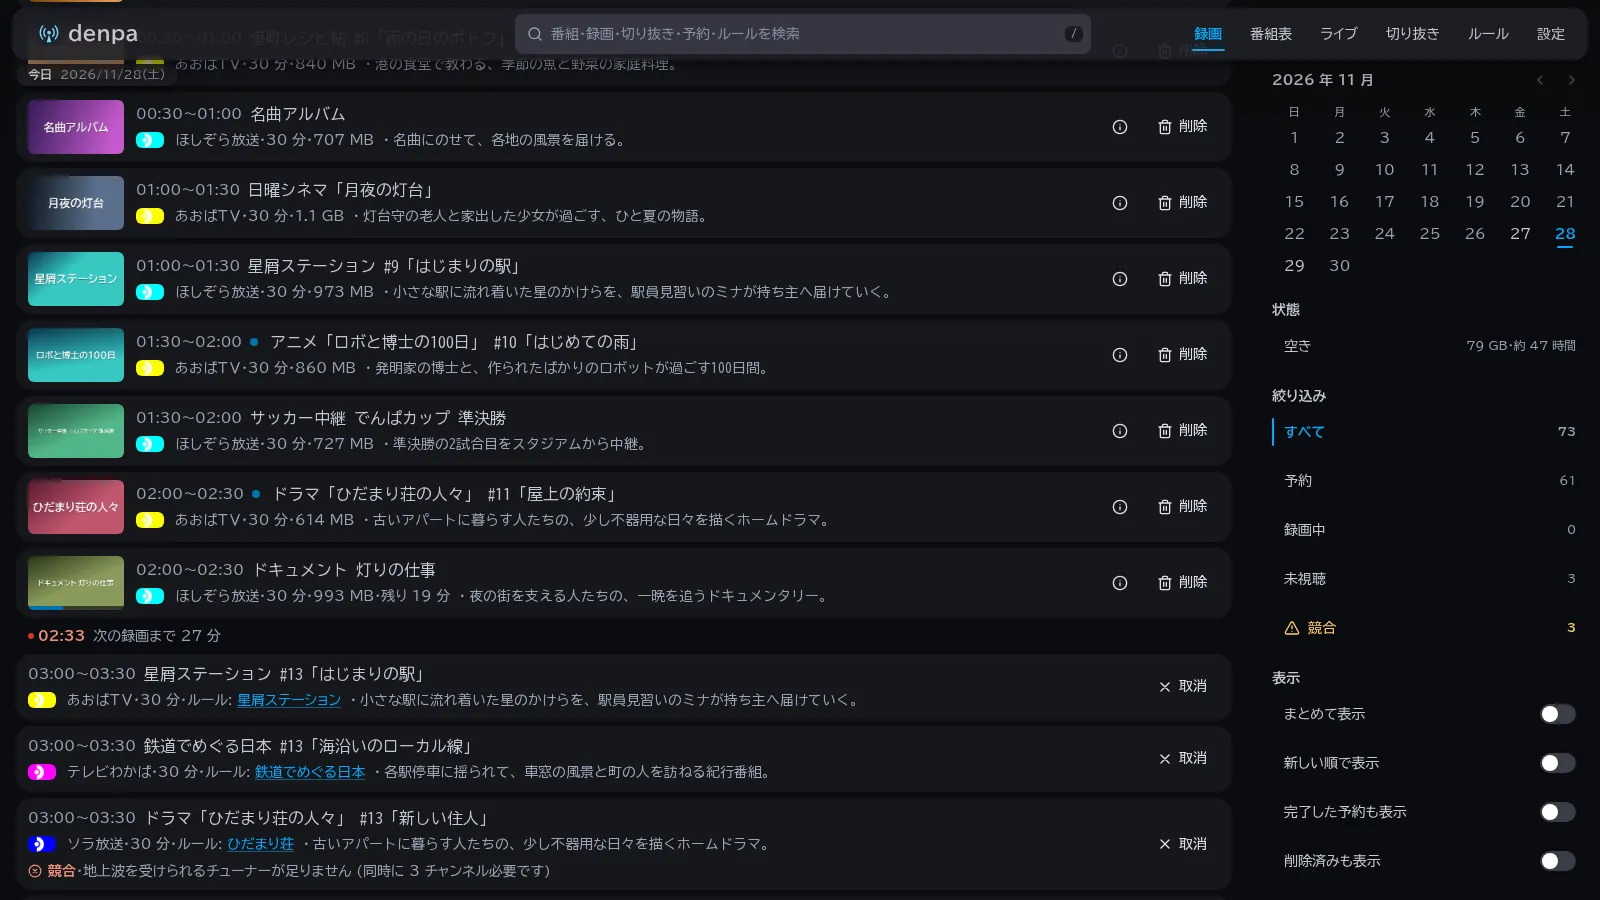 denpa
番組・録画・切り抜き・予約・ルールを検索
/
録画
番組表
ライブ
切り抜き
ルール
設定
あおばTV・30 分・840 MB ・港の食堂で教わる、季節の魚と野菜の家庭料理。
今日 2026/11/28(土)
名曲アルバム
00:30〜01:00 名曲アルバム
ほしぞら放送・30 分・707 MB ・名曲にのせて、各地の風景を届ける。
削除
月夜の灯台
01:00〜01:30 日曜シネマ「月夜の灯台」
あおばTV・30 分・1.1 GB ・灯台守の老人と家出した少女が過ごす、ひと夏の物語。
削除
星屑ステーション
01:00〜01:30 星屑ステーション #9「はじまりの駅」
ほしぞら放送・30 分・973 MB ・小さな駅に流れ着いた星のかけらを、駅員見習いのミナが持ち主へ届けていく。
削除
ロボと博士の100日
01:30〜02:00 アニメ「ロボと博士の100日」 #10「はじめての雨」
あおばTV・30 分・860 MB ・発明家の博士と、作られたばかりのロボットが過ごす100日間。
削除
サッカー中継 でんぱカップ 準決勝
01:30〜02:00 サッカー中継 でんぱカップ 準決勝
ほしぞら放送・30 分・727 MB ・準決勝の2試合目をスタジアムから中継。
削除
ひだまり荘の人々
02:00〜02:30 ドラマ「ひだまり荘の人々」 #11「屋上の約束」
あおばTV・30 分・614 MB ・古いアパートに暮らす人たちの、少し不器用な日々を描くホームドラマ。
削除
ドキュメント 灯りの仕事
02:00〜02:30 ドキュメント 灯りの仕事
ほしぞら放送・30 分・993 MB・残り 19 分 ・夜の街を支える人たちの、一晩を追うドキュメンタリー。
削除
02:33 次の録画まで 27 分
03:00〜03:30 星屑ステーション #13「はじまりの駅」
あおばTV・30 分・ルール: 星屑ステーション ・小さな駅に流れ着いた星のかけらを、駅員見習いのミナが持ち主へ届けていく。
取消
03:00〜03:30 鉄道でめぐる日本 #13「海沿いのローカル線」
テレビわかば・30 分・ルール: 鉄道でめぐる日本 ・各駅停車に揺られて、車窓の風景と町の人を訪ねる紀行番組。
取消
03:00〜03:30 ドラマ「ひだまり荘の人々」 #13「新しい住人」
ソラ放送・30 分・ルール: ひだまり荘 ・古いアパートに暮らす人たちの、少し不器用な日々を描くホームドラマ。
競合・地上波を受けられるチューナーが足りません (同時に 3 チャンネル必要です)
取消
2026 年 11 月
日 月 火 水 木 金 土
1 2 3 4 5 6 7
8 9 10 11 12 13 14
15 16 17 18 19 20 21
22 23 24 25 26 27 28
29 30
状態
空き 79 GB・約 47 時間
絞り込み
すべて 73
予約 61
録画中 0
未視聴 3
競合 3
表示
まとめて表示
新しい順で表示
完了した予約も表示
削除済みも表示